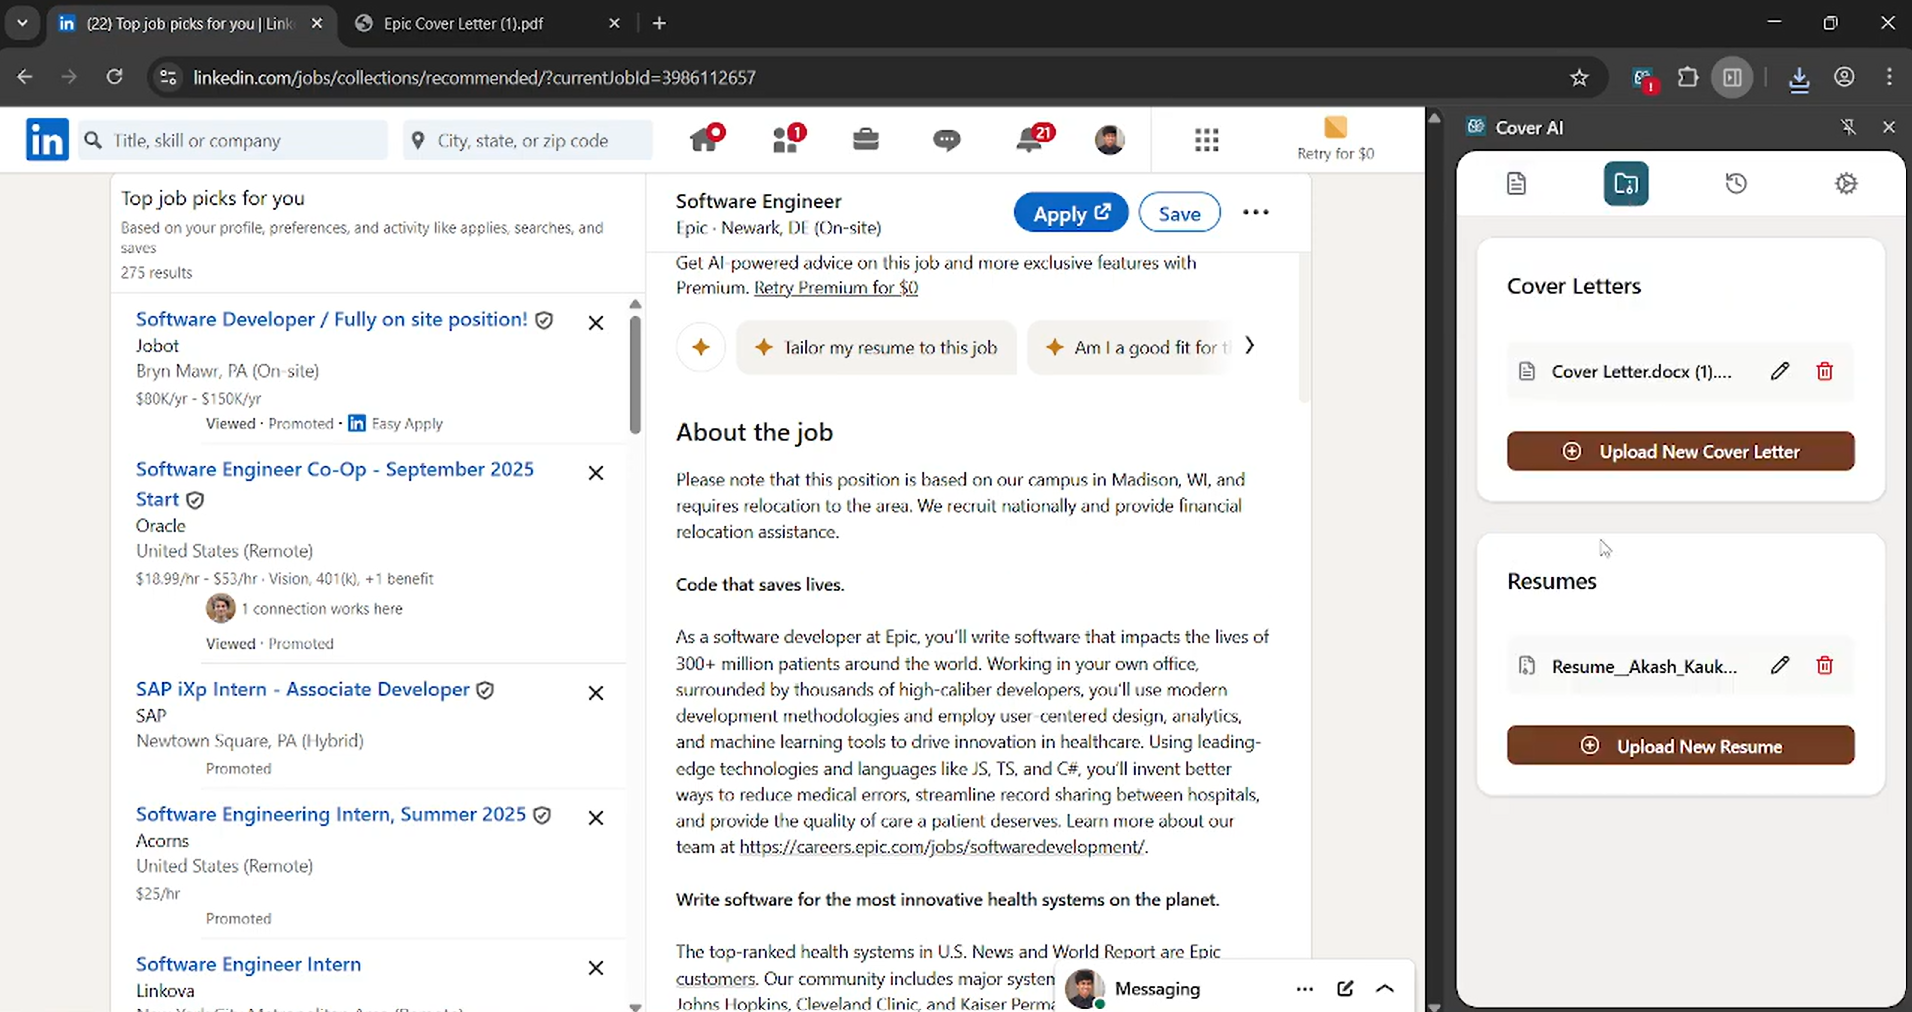 (22) Top job picks for you | Link
Epic Cover Letter (1).pdf
linkedin.com/jobs/collections/recommended/?currentJobId=3986112657
in
Title, skill or company
City, state, or zip code
1
21
Retry for $0
Top job picks for you
Based on your profile, preferences, and activity like applies, searches, and
saves
275 results
Software Developer / Fully on site position!
Jobot
Bryn Mawr, PA (On-site)
$80K/yr - $150K/yr
Viewed · Promoted · in Easy Apply
Software Engineer Co-Op - September 2025
Start
Oracle
United States (Remote)
$18.99/hr - $53/hr · Vision, 401(k), +1 benefit
1 connection works here
Viewed · Promoted
SAP iXp Intern - Associate Developer
SAP
Newtown Square, PA (Hybrid)
Promoted
Software Engineering Intern, Summer 2025
Acorns
United States (Remote)
$25/hr
Promoted
Software Engineer Intern
Linkova
Software Engineer
Epic · Newark, DE (On-site)
Apply
Save
Get AI-powered advice on this job and more exclusive features with
Premium. Retry Premium for $0
Tailor my resume to this job
Am I a good fit for
About the job
Please note that this position is based on our campus in Madison, WI, and
requires relocation to the area. We recruit nationally and provide financial
relocation assistance.
Code that saves lives.
As a software developer at Epic, you'll write software that impacts the lives of
300+ million patients around the world. Working in your own office,
surrounded by thousands of high-caliber developers, you'll use modern
development methodologies and employ user-centered design, analytics,
and machine learning tools to drive innovation in healthcare. Using leading-
edge technologies and languages like JS, TS, and C#, you'll invent better
ways to reduce medical errors, streamline record sharing between hospitals,
and provide the quality of care a patient deserves. Learn more about our
team at https://careers.epic.com/jobs/softwaredevelopment/.
Write software for the most innovative health systems on the planet.
The top-ranked health systems in U.S. News and World Report are Epic
customers. Our community includes major system
Johns Hopkins, Cleveland Clinic, and Kaiser Perma
Messaging
Cover AI
Cover Letters
Cover Letter.docx (1)....
Upload New Cover Letter
Resumes
Resume__Akash_Kauk...
Upload New Resume